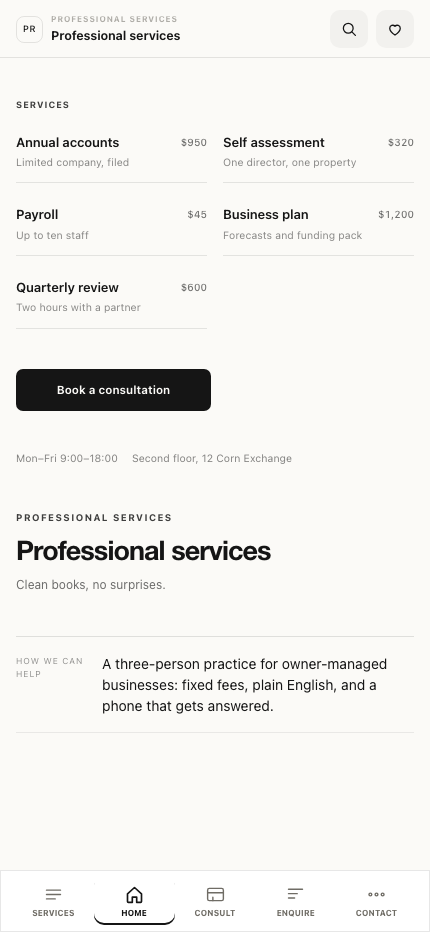 PR
PROFESSIONAL SERVICES
Professional services
SERVICES
Annual accounts $950
Limited company, filed
Self assessment $320
One director, one property
Payroll $45
Up to ten staff
Business plan $1,200
Forecasts and funding pack
Quarterly review $600
Two hours with a partner
Book a consultation
Mon–Fri 9:00–18:00 Second floor, 12 Corn Exchange
PROFESSIONAL SERVICES
Professional services
Clean books, no surprises.
HOW WE CAN
HELP
A three-person practice for owner-managed
businesses: fixed fees, plain English, and a
phone that gets answered.
SERVICES
HOME
CONSULT
ENQUIRE
CONTACT